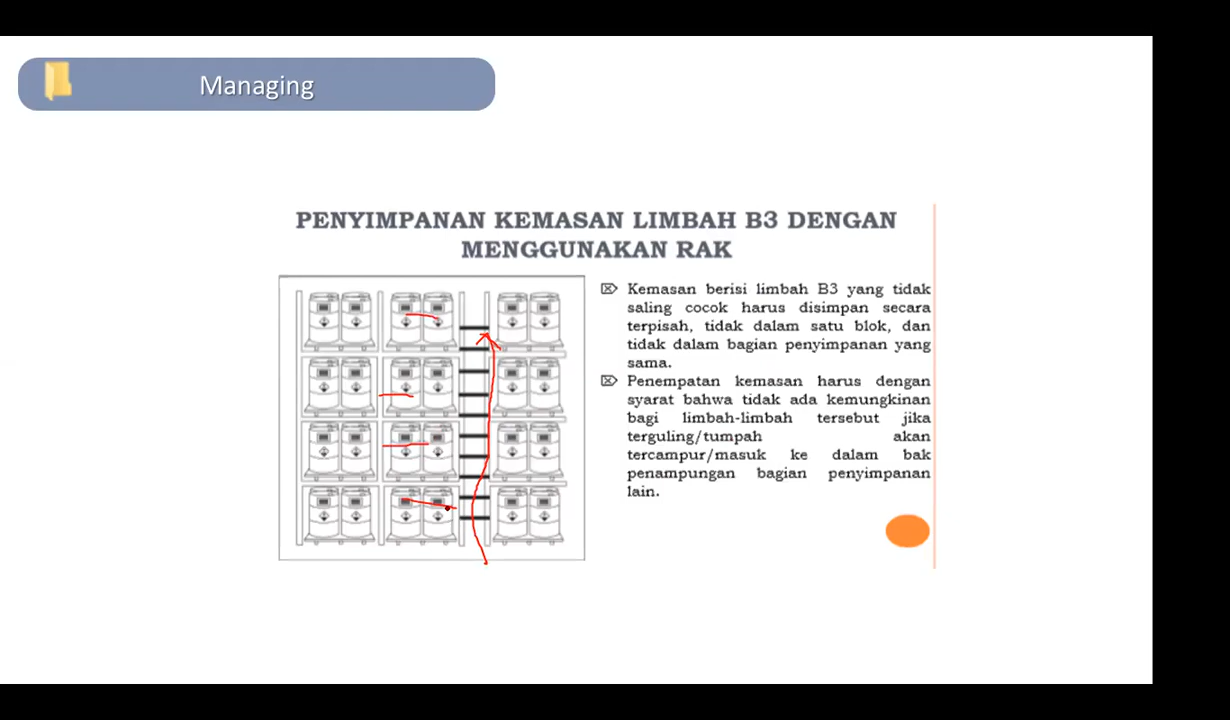 Managing
PENYIMPANAN KEMASAN LIMBAH B3 DENGAN
MENGGUNAKAN RAK
Kemasan berisi limbah B3 yang tidak
saling cocok harus disimpan secara
terpisah, tidak dalam satu blok, dan
tidak dalam bagian penyimpanan yang
sama.
Penempatan kemasan harus dengan
syarat bahwa tidak ada kemungkinan
bagi limbah-limbah tersebut jika
terguling/tumpah akan
tercampur/masuk ke dalam bak
penampungan bagian penyimpanan
lain.